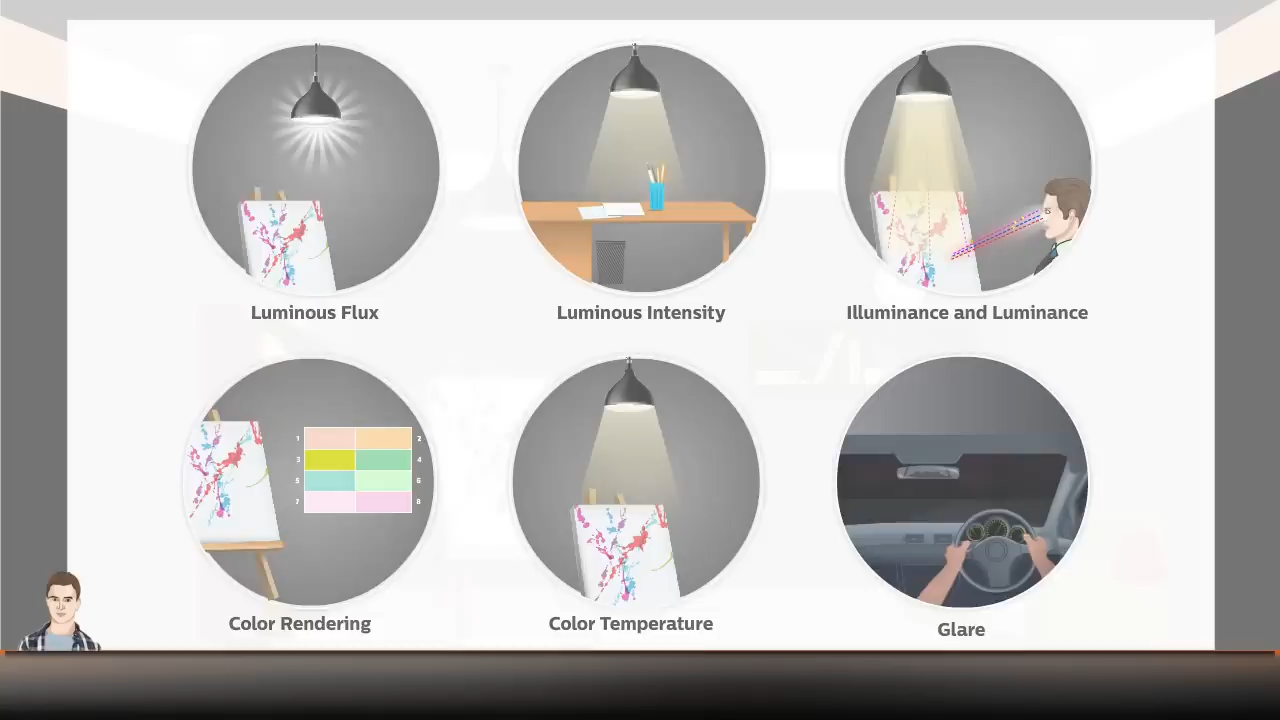 Luminous Flux
Luminous Intensity
Illuminance and Luminance
1 2
3 4
5 6
7 8
Color Rendering
Color Temperature
Glare